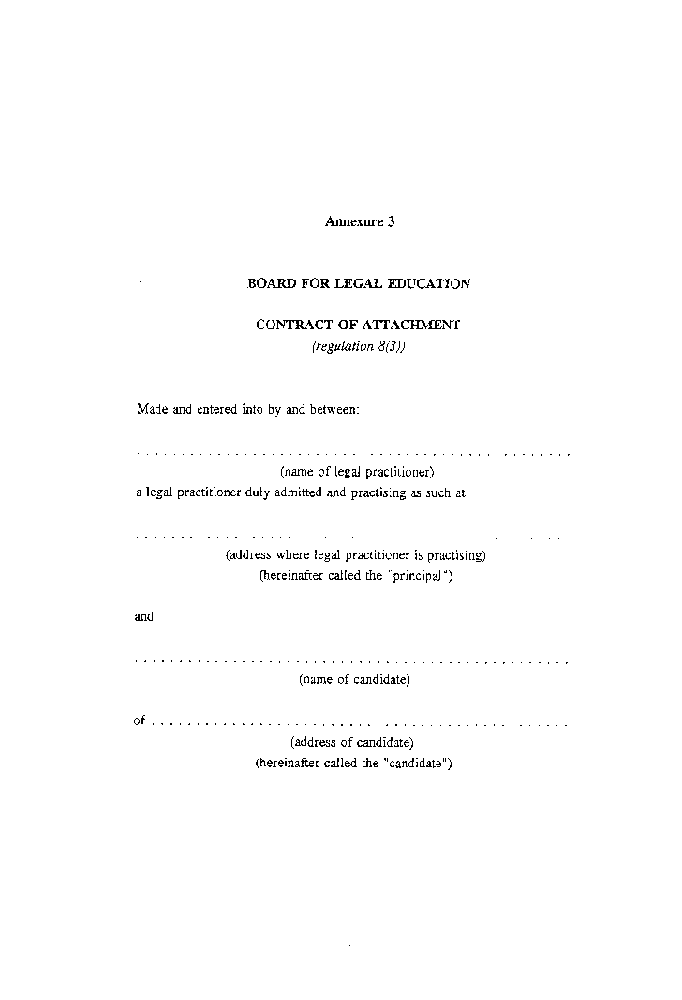 Annexure 3
BOARD FOR LEGAL EDUCATION
CONTRACT OF ATTACHMENT
(regulation 8(3))
Made and entered into by and between:
. . . . . . . . . . . . . . . . . . . . . . . . . . . . . . . . . . . . . . . . . . . . . . . .
(name of legal practitioner)
a legal practitioner duly admitted and practising as such at
. . . . . . . . . . . . . . . . . . . . . . . . . . . . . . . . . . . . . . . . . . . . . . . .
(address where legal practitioner is practising)
(hereinafter called the "principal")
and
. . . . . . . . . . . . . . . . . . . . . . . . . . . . . . . . . . . . . . . . . . . . . . . .
(name of candidate)
of . . . . . . . . . . . . . . . . . . . . . . . . . . . . . . . . . . . . . . . . . . . . . .
(address of candidate)
(hereinafter called the "candidate")